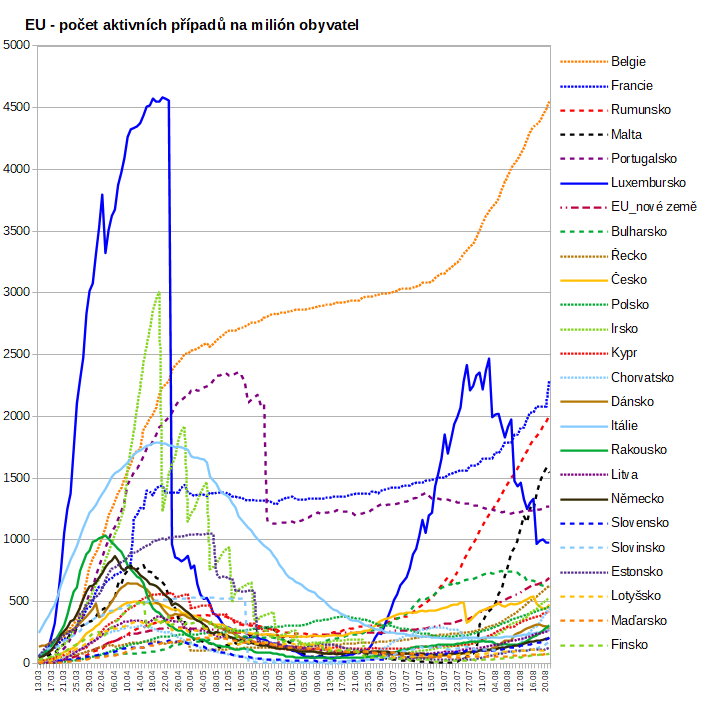 EU - počet aktivních případů na milión obyvatel
5000
4500
4000
3500
3000
2500
2000
1500
1000
500
0
Belgie
Francie
Rumunsko
Malta
Portugalsko
Luxembursko
EU_nové země
Bulharsko
Řecko
Česko
Polsko
Irsko
Kypr
Chorvatsko
Dánsko
Itálie
Rakousko
Litva
Německo
Slovensko
Slovinsko
Estonsko
Lotyšsko
Maďarsko
Finsko
13.03
17.03
21.03
25.03
29.03
02.04
06.04
10.04
14.04
18.04
22.04
26.04
30.04
04.05
08.05
12.05
16.05
20.05
25.05
29.05
02.06
06.06
09.06
13.06
17.06
21.06
25.06
29.06
03.07
07.07
11.07
15.07
19.07
23.07
27.07
31.07
04.08
08.08
12.08
16.08
20.08